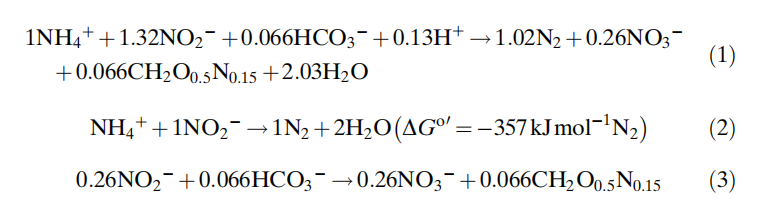 1NH₄⁺ + 1.32NO₂⁻ + 0.066HCO₃⁻ + 0.13H⁺ → 1.02N₂ + 0.26NO₃⁻
+ 0.066CH₂O₀.₅N₀.₁₅ + 2.03H₂O (1)
NH₄⁺ + 1NO₂⁻ → 1N₂ + 2H₂O (ΔG°′ = −357 kJ mol⁻¹N₂) (2)
0.26NO₂⁻ + 0.066HCO₃⁻ → 0.26NO₃⁻ + 0.066CH₂O₀.₅N₀.₁₅ (3)